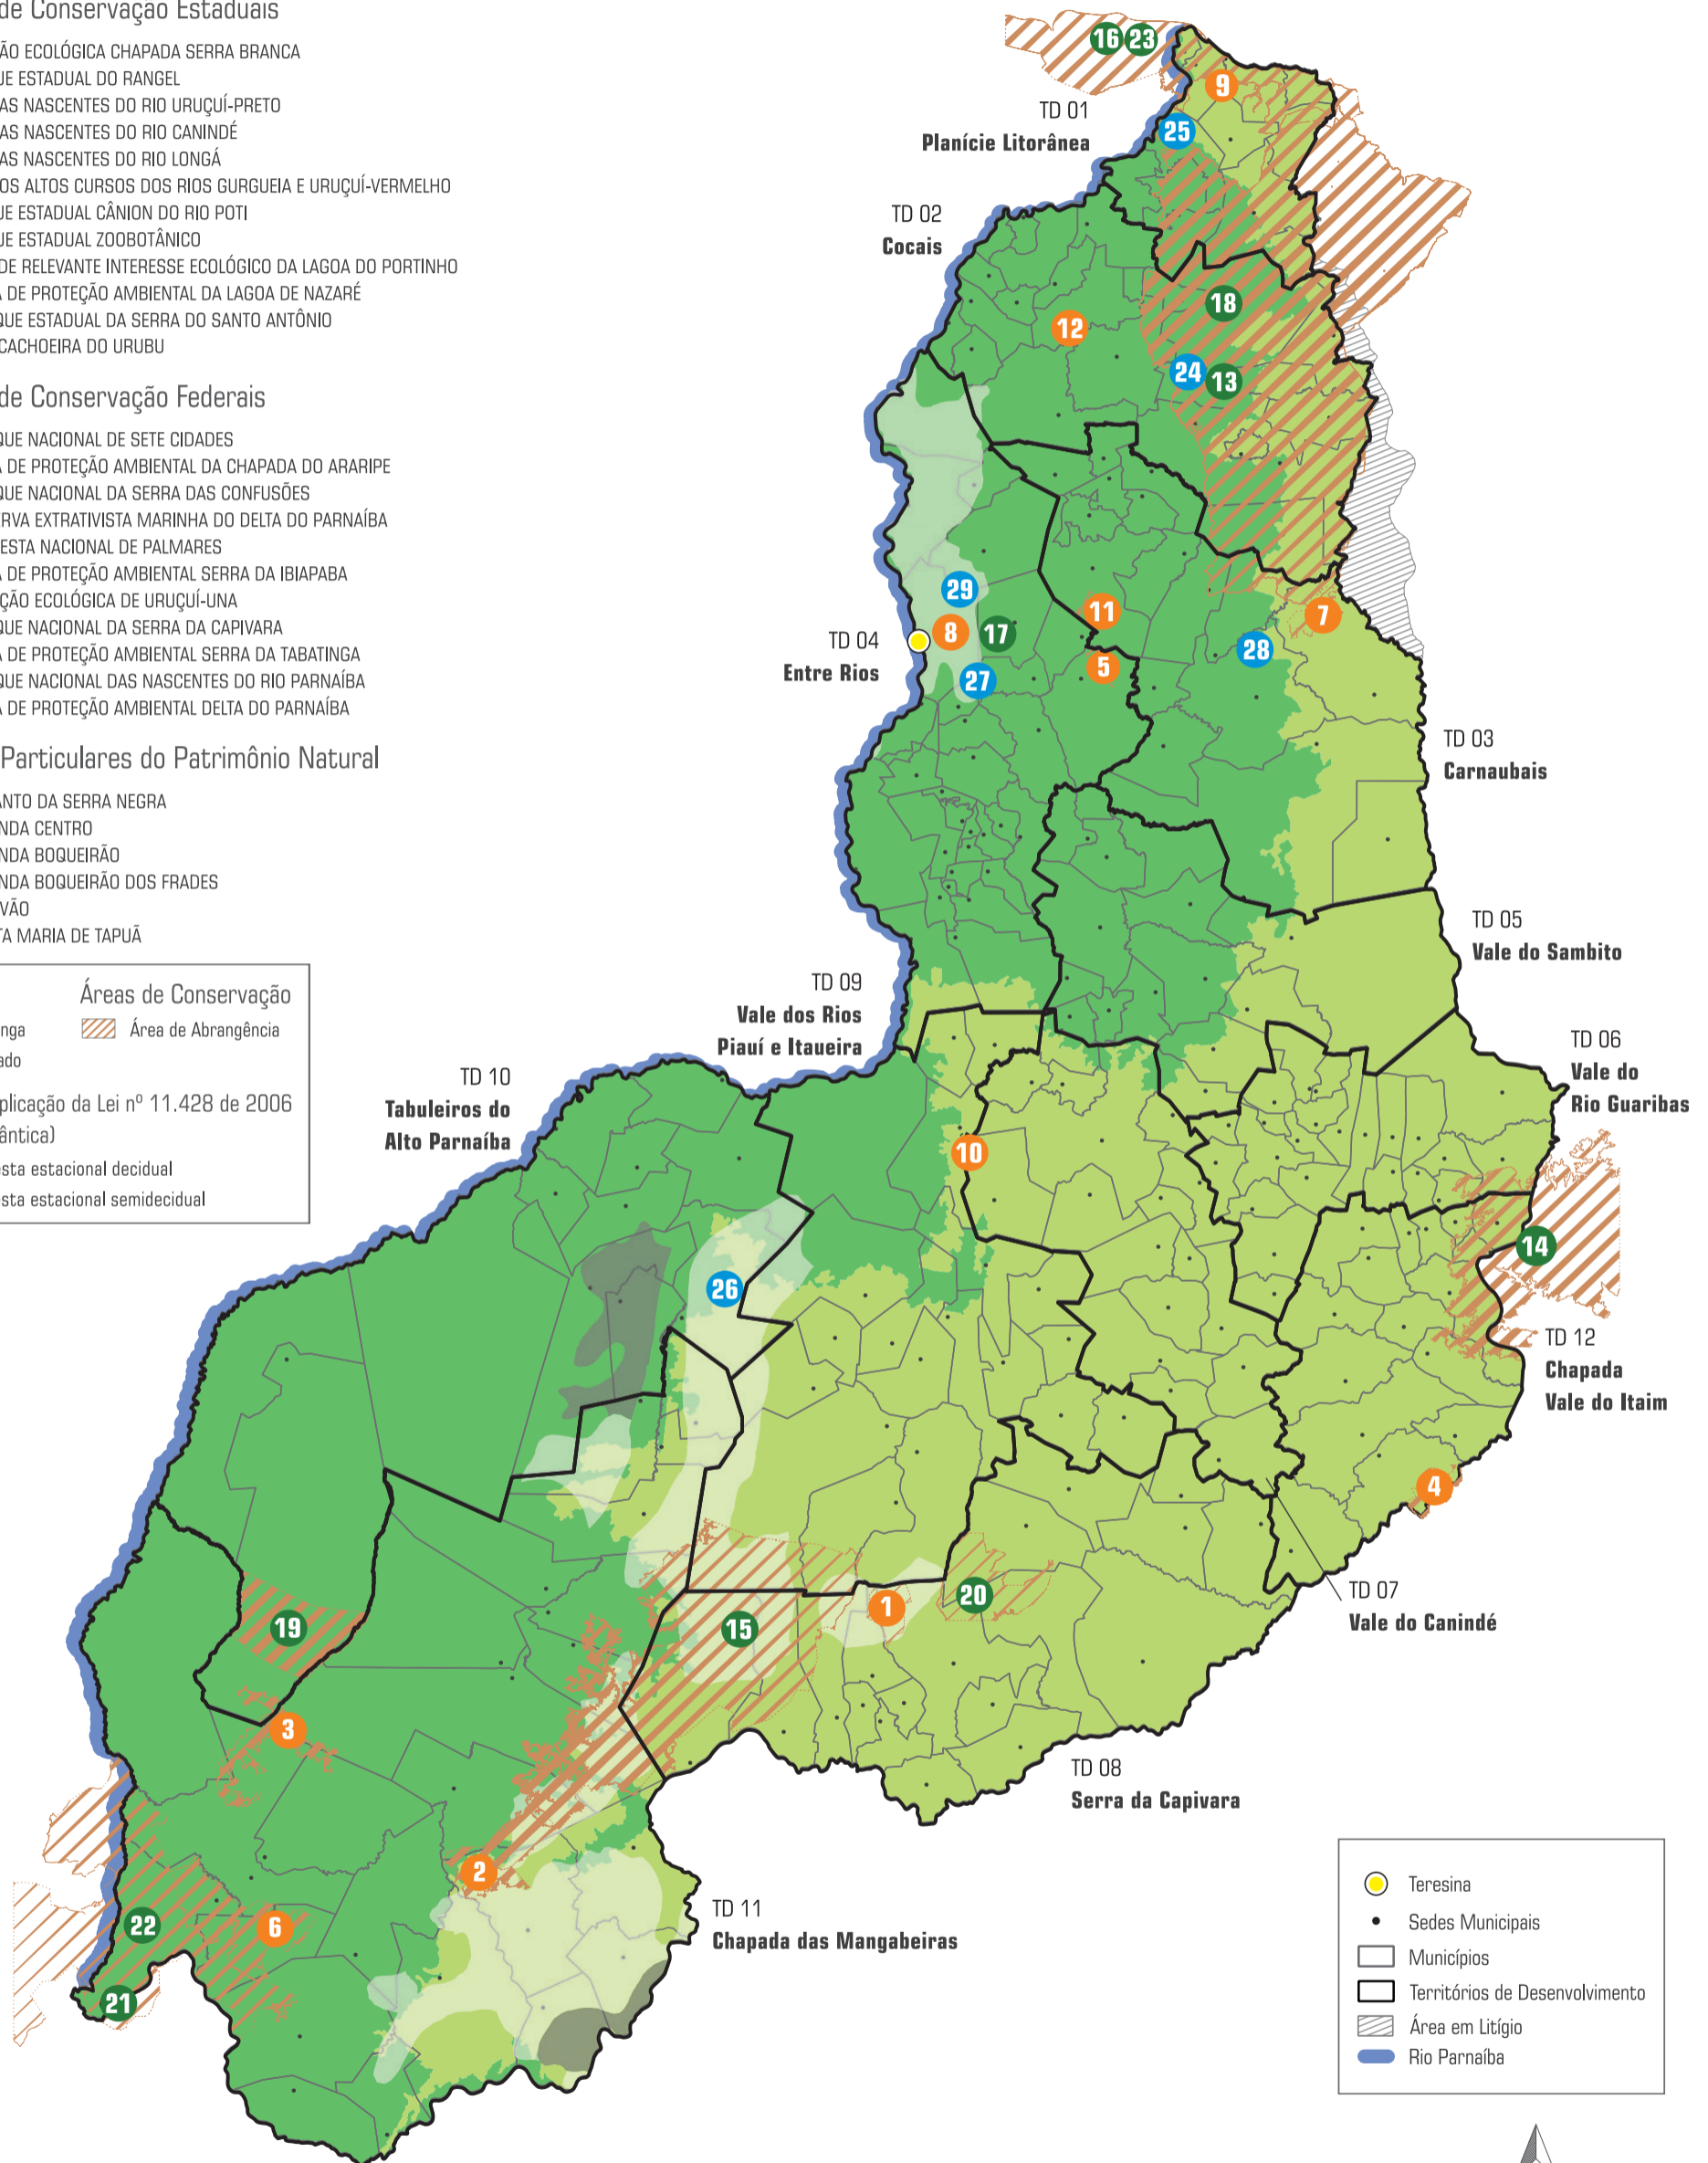 de Conservação Estaduais
ÃO ECOLÓGICA CHAPADA SERRA BRANCA
UE ESTADUAL DO RANGEL
AS NASCENTES DO RIO URUÇUÍ-PRETO
AS NASCENTES DO RIO CANINDÉ
AS NASCENTES DO RIO LONGÁ
OS ALTOS CURSOS DOS RIOS GURGUEIA E URUÇUÍ-VERMELHO
UE ESTADUAL CÂNION DO RIO POTI
UE ESTADUAL ZOOBOTÂNICO
DE RELEVANTE INTERESSE ECOLÓGICO DA LAGOA DO PORTINHO
A DE PROTEÇÃO AMBIENTAL DA LAGOA DE NAZARÉ
QUE ESTADUAL DA SERRA DO SANTO ANTÔNIO
CACHOEIRA DO URUBU
de Conservação Federais
QUE NACIONAL DE SETE CIDADES
A DE PROTEÇÃO AMBIENTAL DA CHAPADA DO ARARIPE
QUE NACIONAL DA SERRA DAS CONFUSÕES
ERVA EXTRATIVISTA MARINHA DO DELTA DO PARNAÍBA
ESTA NACIONAL DE PALMARES
A DE PROTEÇÃO AMBIENTAL SERRA DA IBIAPABA
ÇÃO ECOLÓGICA DE URUÇUÍ-UNA
QUE NACIONAL DA SERRA DA CAPIVARA
A DE PROTEÇÃO AMBIENTAL SERRA DA TABATINGA
QUE NACIONAL DAS NASCENTES DO RIO PARNAÍBA
A DE PROTEÇÃO AMBIENTAL DELTA DO PARNAÍBA
Particulares do Patrimônio Natural
ANTO DA SERRA NEGRA
NDA CENTRO
NDA BOQUEIRÃO
NDA BOQUEIRÃO DOS FRADES
VÃO
TA MARIA DE TAPUÃ
Áreas de Conservação
nga
Área de Abrangência
ado
plicação da Lei nº 11.428 de 2006
ântica)
sta estacional decidual
sta estacional semidecidual
16 23
9
TD 01
Planície Litorânea
25
TD 02
Cocais
18
12
24 13
29
11
7
8 17
28
TD 04
Entre Rios
5
27
TD 03
Carnaubais
TD 05
Vale do Sambito
TD 09
Vale dos Rios
Piauí e Itaueira
TD 06
Vale do
Rio Guaribas
TD 10
Tabuleiros do
Alto Parnaíba
10
14
26
TD 12
Chapada
Vale do Itaim
4
20
1
TD 07
Vale do Canindé
19
15
3
TD 08
Serra da Capivara
2
TD 11
Chapada das Mangabeiras
22
6
21
Teresina
Sedes Municipais
Municípios
Territórios de Desenvolvimento
Área em Litígio
Rio Parnaíba